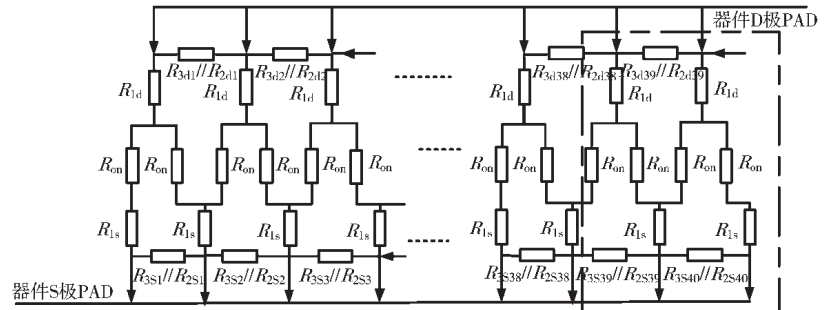 器件D极PAD
R3d1//R2d1 R3d2//R2d2 R3d38//R2d38 R3d39//R2d39
R1d R1d R1d R1d R1d R1d
Ron Ron Ron Ron Ron Ron Ron Ron Ron Ron
R1s R1s R1s R1s R1s R1s R1s R1s
R3S1//R2S1 R3S2//R2S2 R3S3//R2S3 R3S38//R2S38 R3S39//R2S39 R3S40//R2S40
器件S极PAD